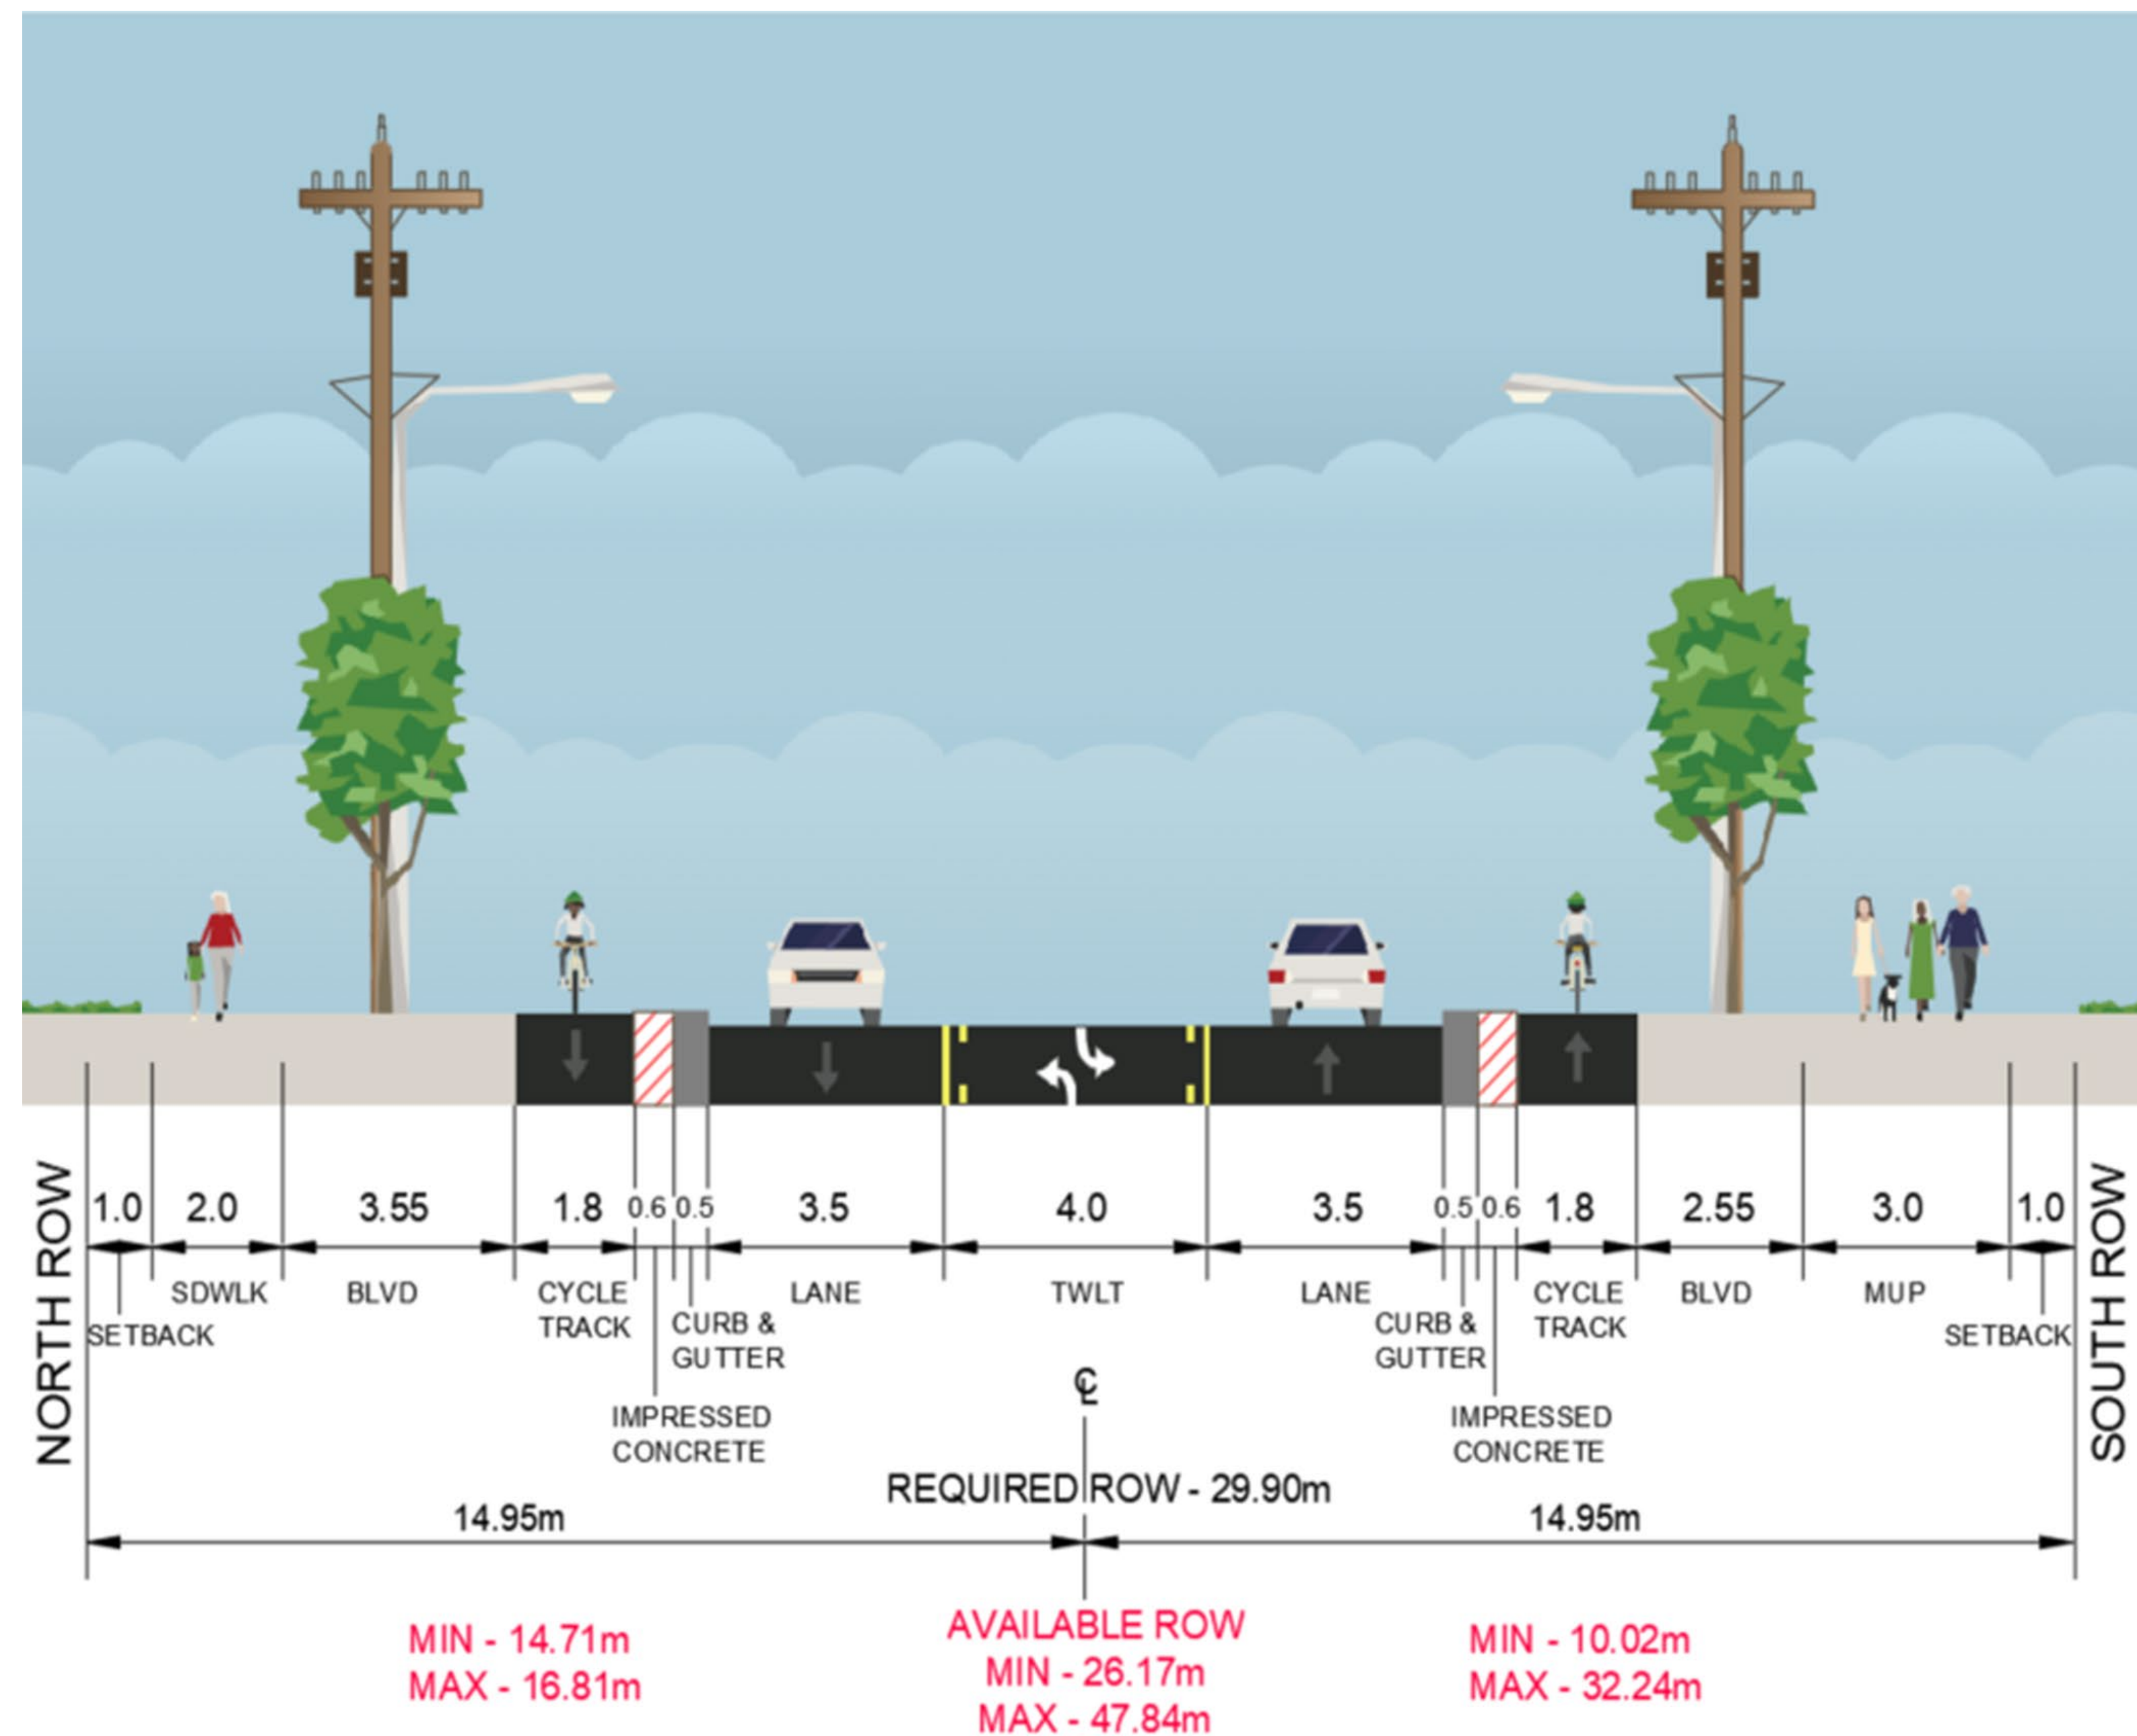 NORTH ROW
1.0 2.0 3.55 1.8 0.6 0.5 3.5 4.0 3.5 0.5 0.6 1.8 2.55 3.0 1.0
SOUTH ROW
SETBACK
SDWLK
BLVD
CYCLE
TRACK
IMPRESSED
CONCRETE
CURB &
GUTTER
LANE
TWLT
LANE
CURB &
GUTTER
IMPRESSED
CONCRETE
CYCLE
TRACK
BLVD
MUP
SETBACK
℄
REQUIRED ROW - 29.90m
14.95m
14.95m
MIN - 14.71m
MAX - 16.81m
AVAILABLE ROW
MIN - 26.17m
MAX - 47.84m
MIN - 10.02m
MAX - 32.24m